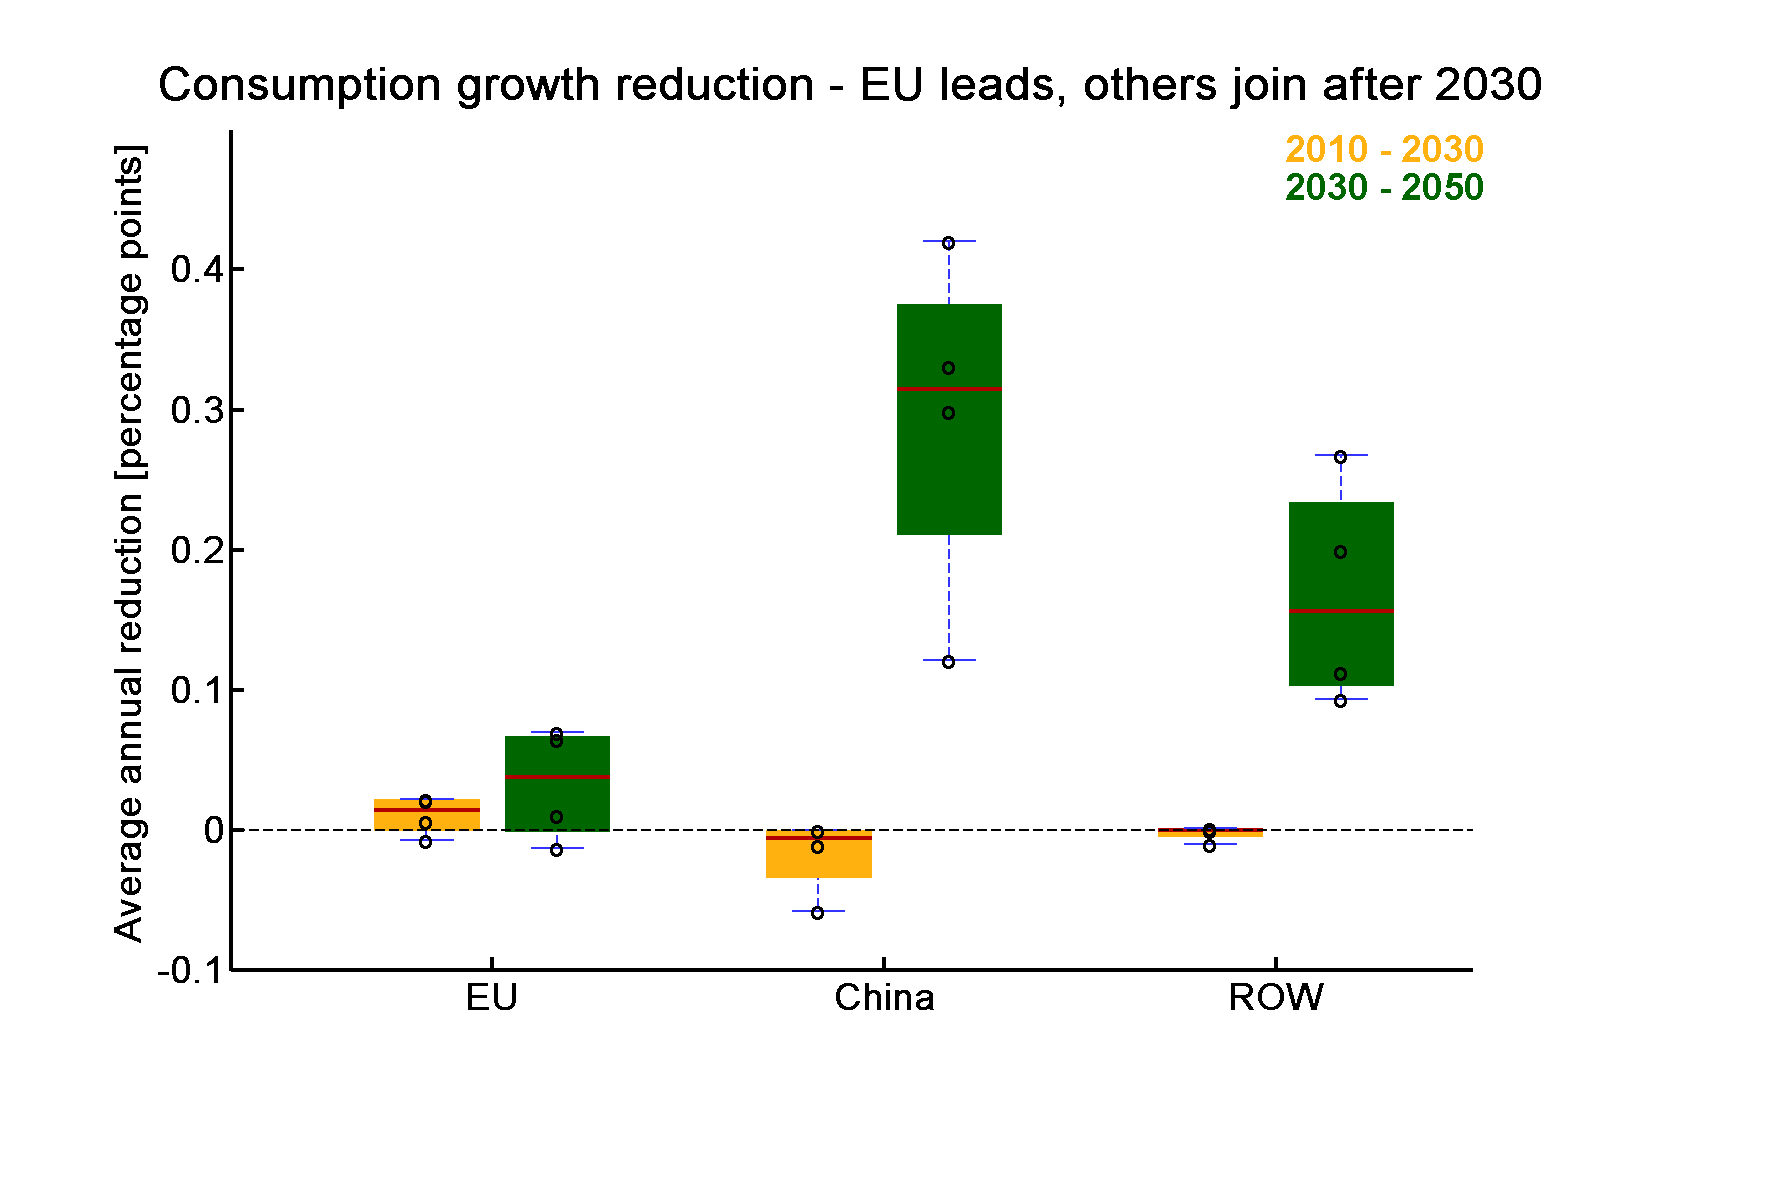 Consumption growth reduction - EU leads, others join after 2030
2010 - 2030
2030 - 2050
Average annual reduction [percentage points]
0.4
0.3
0.2
0.1
0
-0.1
EU
China
ROW